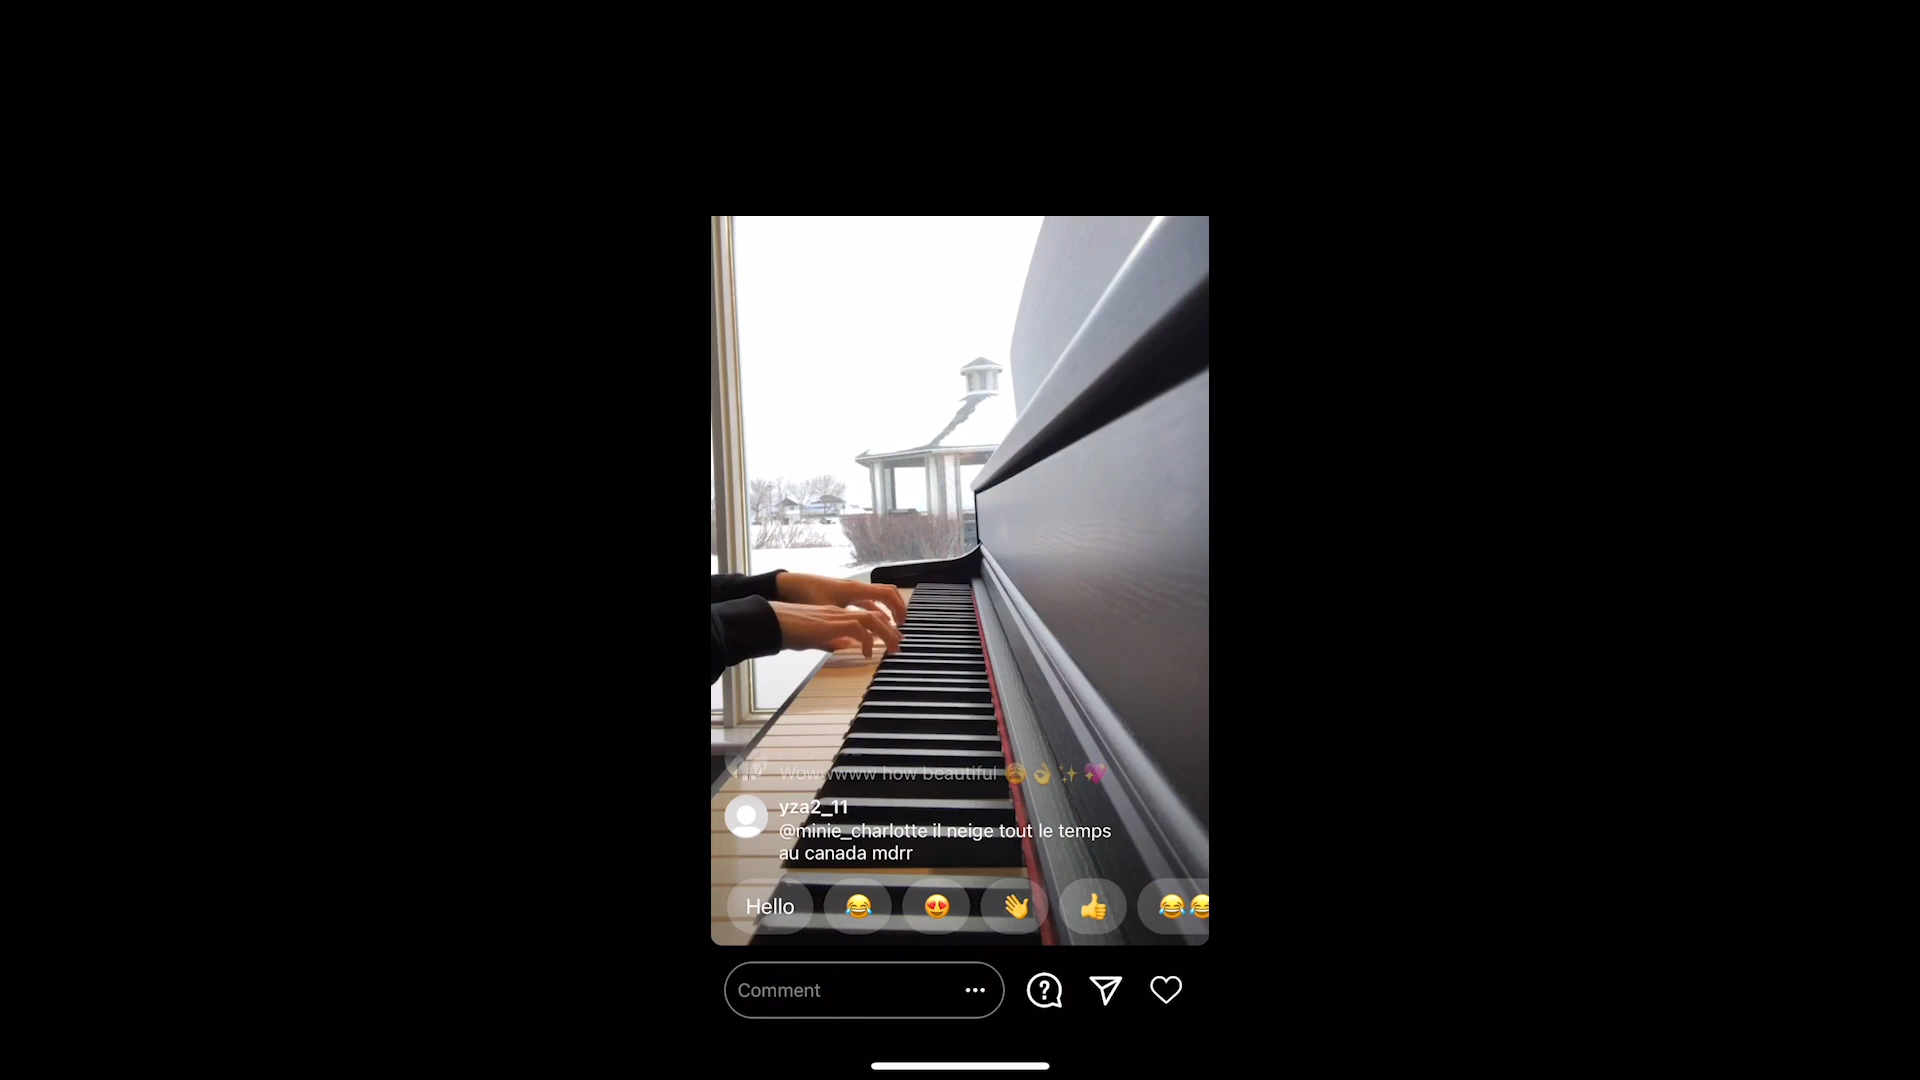 Wowwwww how beautiful 😩👌✨💖
yza2_11
@minie_charlotte il neige tout le temps
au canada mdrr
Hello 😂 😍 👋 👍 😂😂
Comment